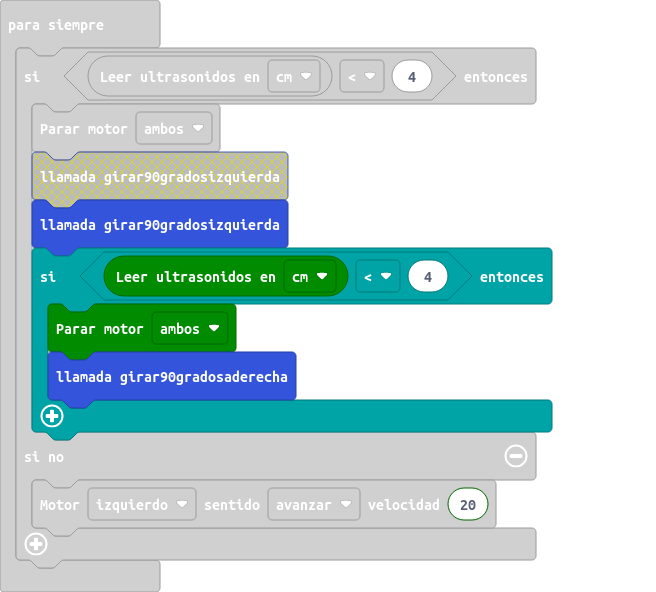 para siempre
si Leer ultrasonidos en cm < 4 entonces
Parar motor ambos
llamada girar90gradosizquierda
llamada girar90gradosizquierda
si Leer ultrasonidos en cm < 4 entonces
Parar motor ambos
llamada girar90gradosaderecha
si no
Motor izquierdo sentido avanzar velocidad 20